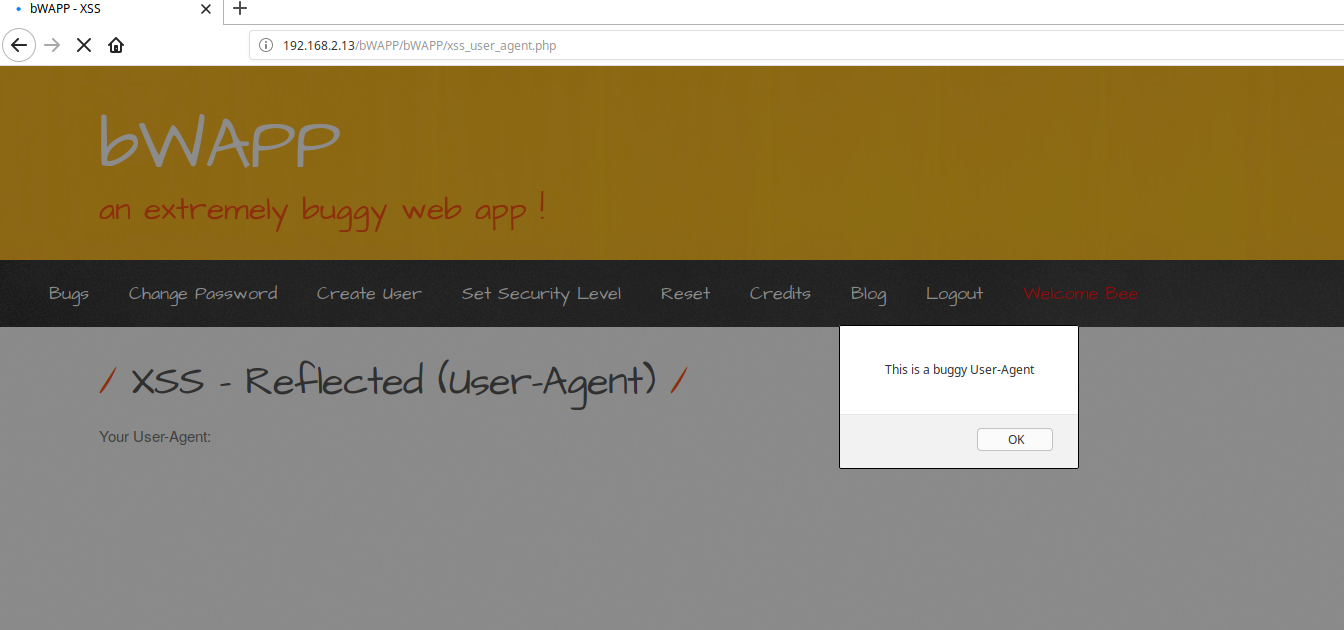 bWAPP - XSS
192.168.2.13/bWAPP/bWAPP/xss_user_agent.php
bWAPP
an extremely buggy web app !
Bugs Change Password Create User Set Security Level Reset Credits Blog Logout Welcome Bee
/ XSS - Reflected (User-Agent) /
This is a buggy User-Agent
Your User-Agent:
OK